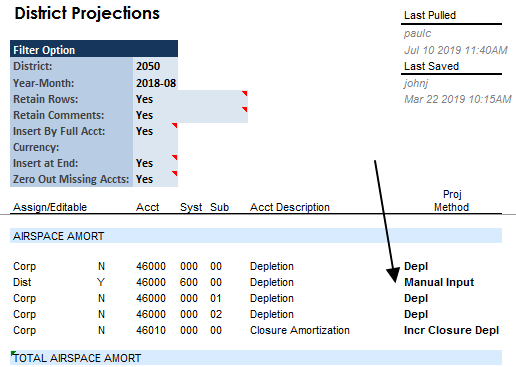 District Projections
Last Pulled
paulc
Jul 10 2019 11:40AM
Last Saved
johnj
Mar 22 2019 10:15AM
Filter Option
District: 2050
Year-Month: 2018-08
Retain Rows: Yes
Retain Comments: Yes
Insert By Full Acct: Yes
Currency:
Insert at End: Yes
Zero Out Missing Accts: Yes
Proj
Assign/Editable Acct Syst Sub Acct Description Method
AIRSPACE AMORT
Corp N 46000 000 00 Depletion Depl
Dist Y 46000 600 00 Depletion Manual Input
Corp N 46000 000 01 Depletion Depl
Corp N 46000 000 02 Depletion Depl
Corp N 46010 000 00 Closure Amortization Incr Closure Depl
TOTAL AIRSPACE AMORT